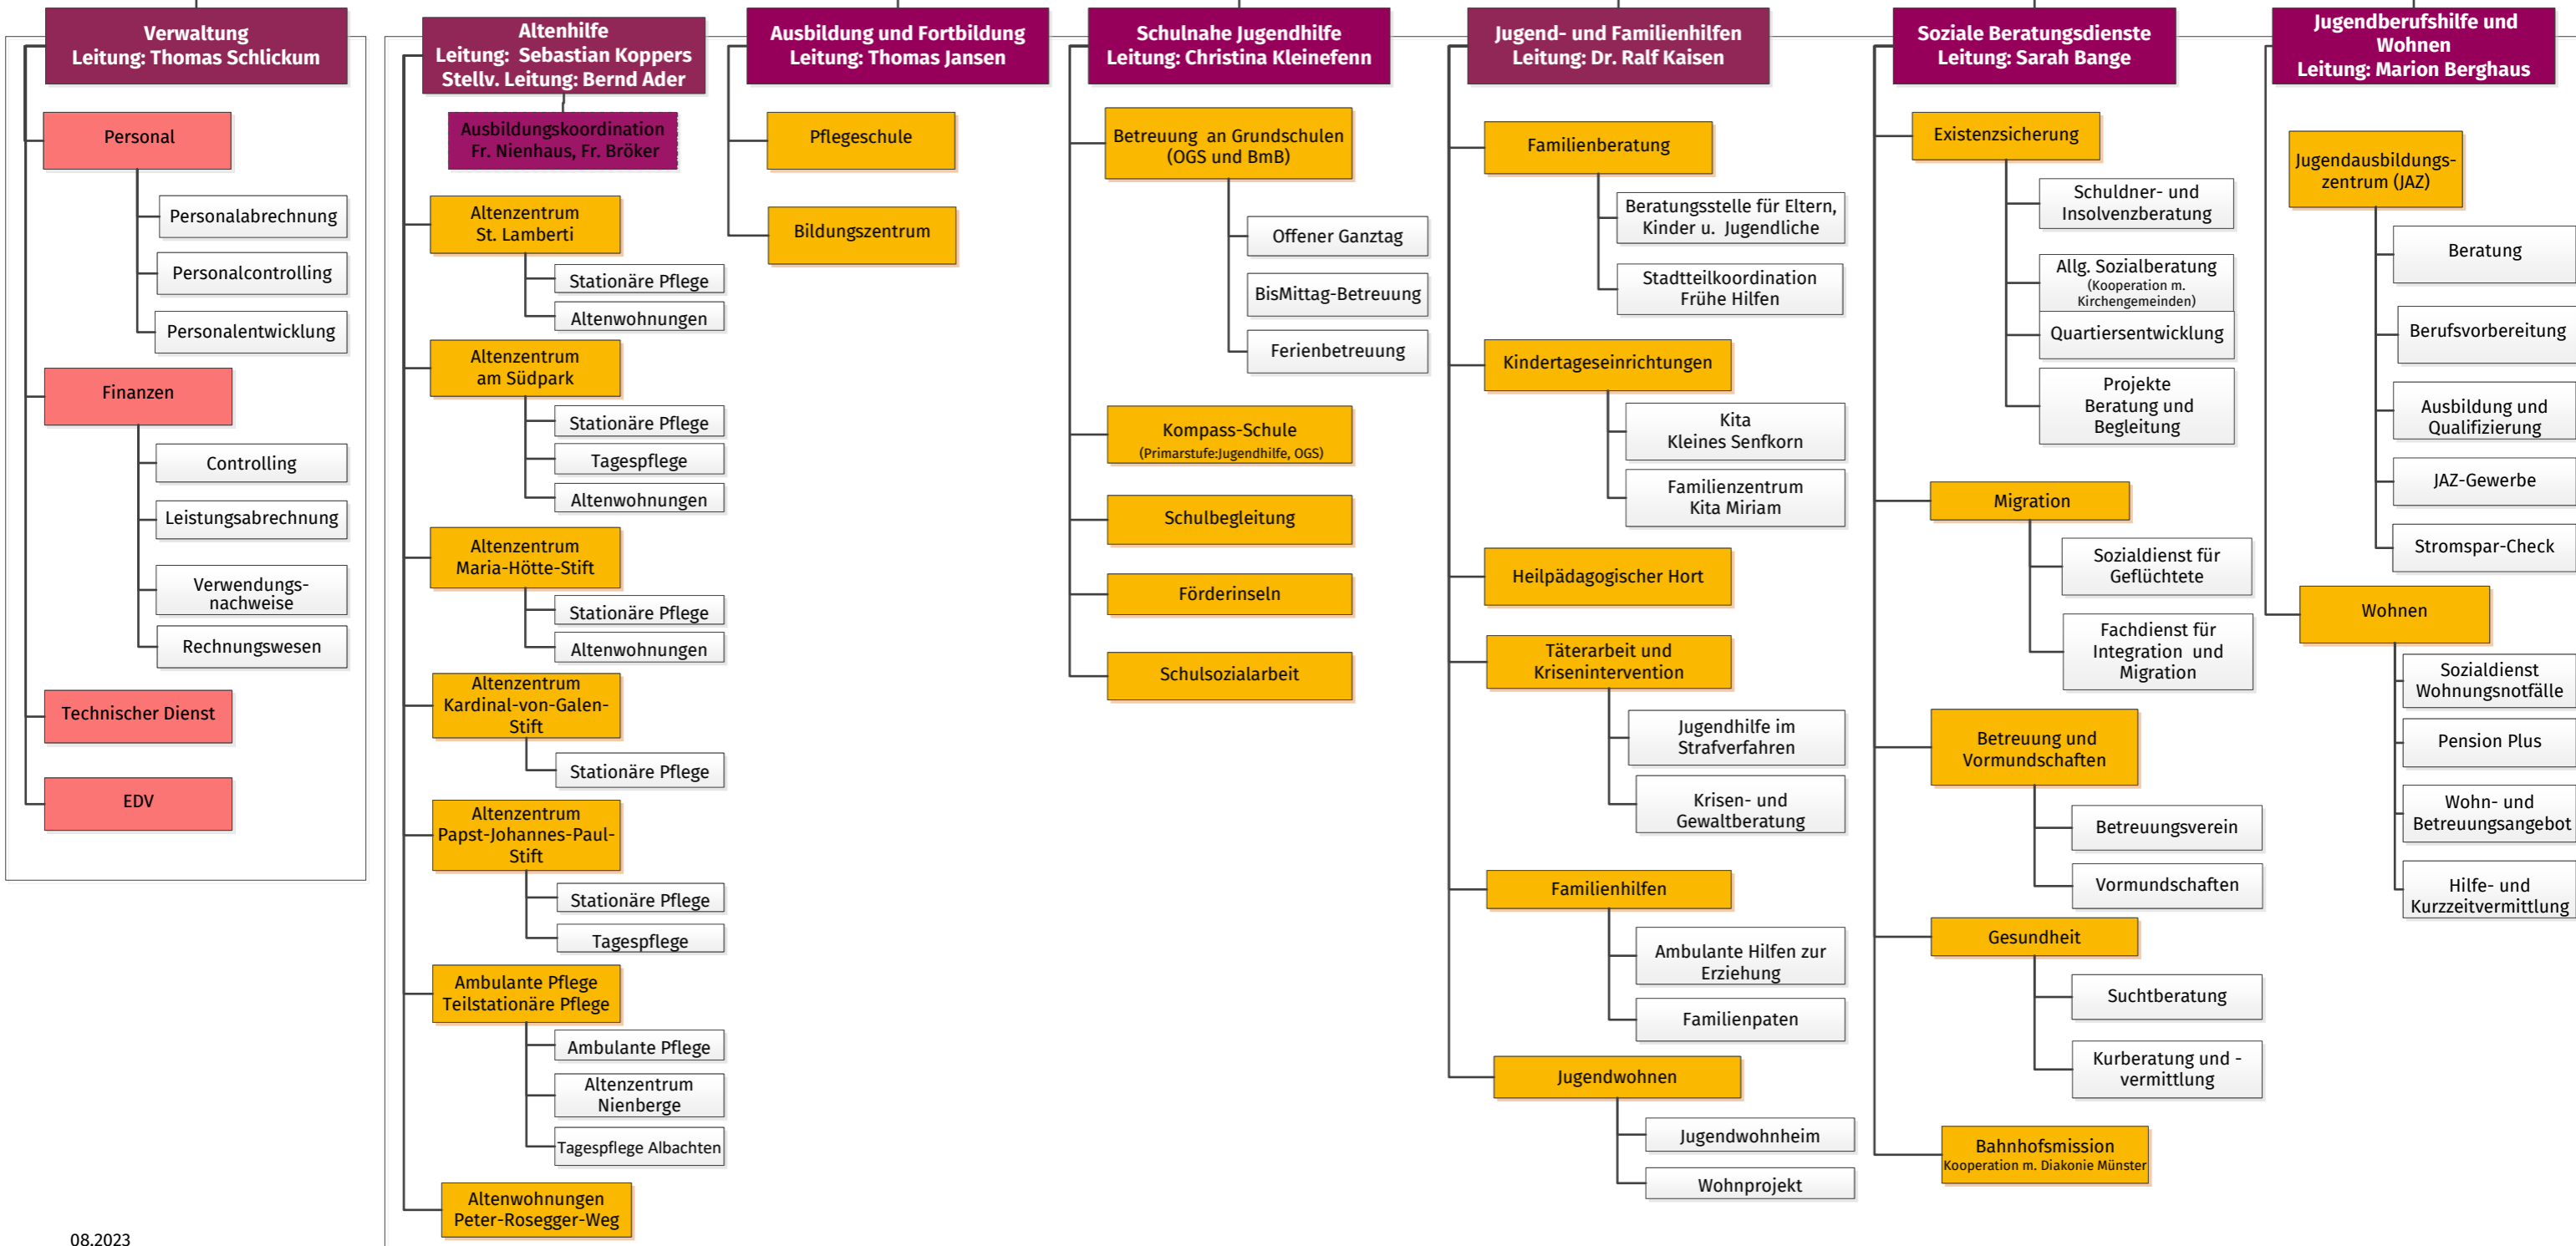 Verwaltung
Leitung: Thomas Schlickum
Personal
Personalabrechnung
Personalcontrolling
Personalentwicklung
Finanzen
Controlling
Leistungsabrechnung
Verwendungs-
nachweise
Rechnungswesen
Technischer Dienst
EDV
08.2023
Altenhilfe
Leitung: Sebastian Koppers
Stellv. Leitung: Bernd Ader
Ausbildungskoordination
Fr. Nienhaus, Fr. Bröker
Altenzentrum
St. Lamberti
Stationäre Pflege
Altenwohnungen
Altenzentrum
am Südpark
Stationäre Pflege
Tagespflege
Altenwohnungen
Altenzentrum
Maria-Hötte-Stift
Stationäre Pflege
Altenwohnungen
Altenzentrum
Kardinal-von-Galen-
Stift
Stationäre Pflege
Altenzentrum
Papst-Johannes-Paul-
Stift
Stationäre Pflege
Tagespflege
Ambulante Pflege
Teilstationäre Pflege
Ambulante Pflege
Altenzentrum
Nienberge
Tagespflege Albachten
Altenwohnungen
Peter-Rosegger-Weg
Ausbildung und Fortbildung
Leitung: Thomas Jansen
Pflegeschule
Bildungszentrum
Schulnahe Jugendhilfe
Leitung: Christina Kleinefenn
Betreuung an Grundschulen
(OGS und BmB)
Offener Ganztag
BisMittag-Betreuung
Ferienbetreuung
Kompass-Schule
(Primarstufe:Jugendhilfe, OGS)
Schulbegleitung
Förderinseln
Schulsozialarbeit
Jugend- und Familienhilfen
Leitung: Dr. Ralf Kaisen
Familienberatung
Beratungsstelle für Eltern,
Kinder u. Jugendliche
Stadtteilkoordination
Frühe Hilfen
Kindertageseinrichtungen
Kita
Kleines Senfkorn
Familienzentrum
Kita Miriam
Heilpädagogischer Hort
Täterarbeit und
Krisenintervention
Jugendhilfe im
Strafverfahren
Krisen- und
Gewaltberatung
Familienhilfen
Ambulante Hilfen zur
Erziehung
Familienpaten
Jugendwohnen
Jugendwohnheim
Wohnprojekt
Soziale Beratungsdienste
Leitung: Sarah Bange
Existenzsicherung
Schuldner- und
Insolvenzberatung
Allg. Sozialberatung
(Kooperation m.
Kirchengemeinden)
Quartiersentwicklung
Projekte
Beratung und
Begleitung
Migration
Sozialdienst für
Geflüchtete
Fachdienst für
Integration und
Migration
Betreuung und
Vormundschaften
Betreuungsverein
Vormundschaften
Gesundheit
Suchtberatung
Kurberatung und -
vermittlung
Bahnhofsmission
Kooperation m. Diakonie Münster
Jugendberufshilfe und
Wohnen
Leitung: Marion Berghaus
Jugendausbildungs-
zentrum (JAZ)
Beratung
Berufsvorbereitung
Ausbildung und
Qualifizierung
JAZ-Gewerbe
Stromspar-Check
Wohnen
Sozialdienst
Wohnungsnotfälle
Pension Plus
Wohn- und
Betreuungsangebot
Hilfe- und
Kurzzeitvermittlung